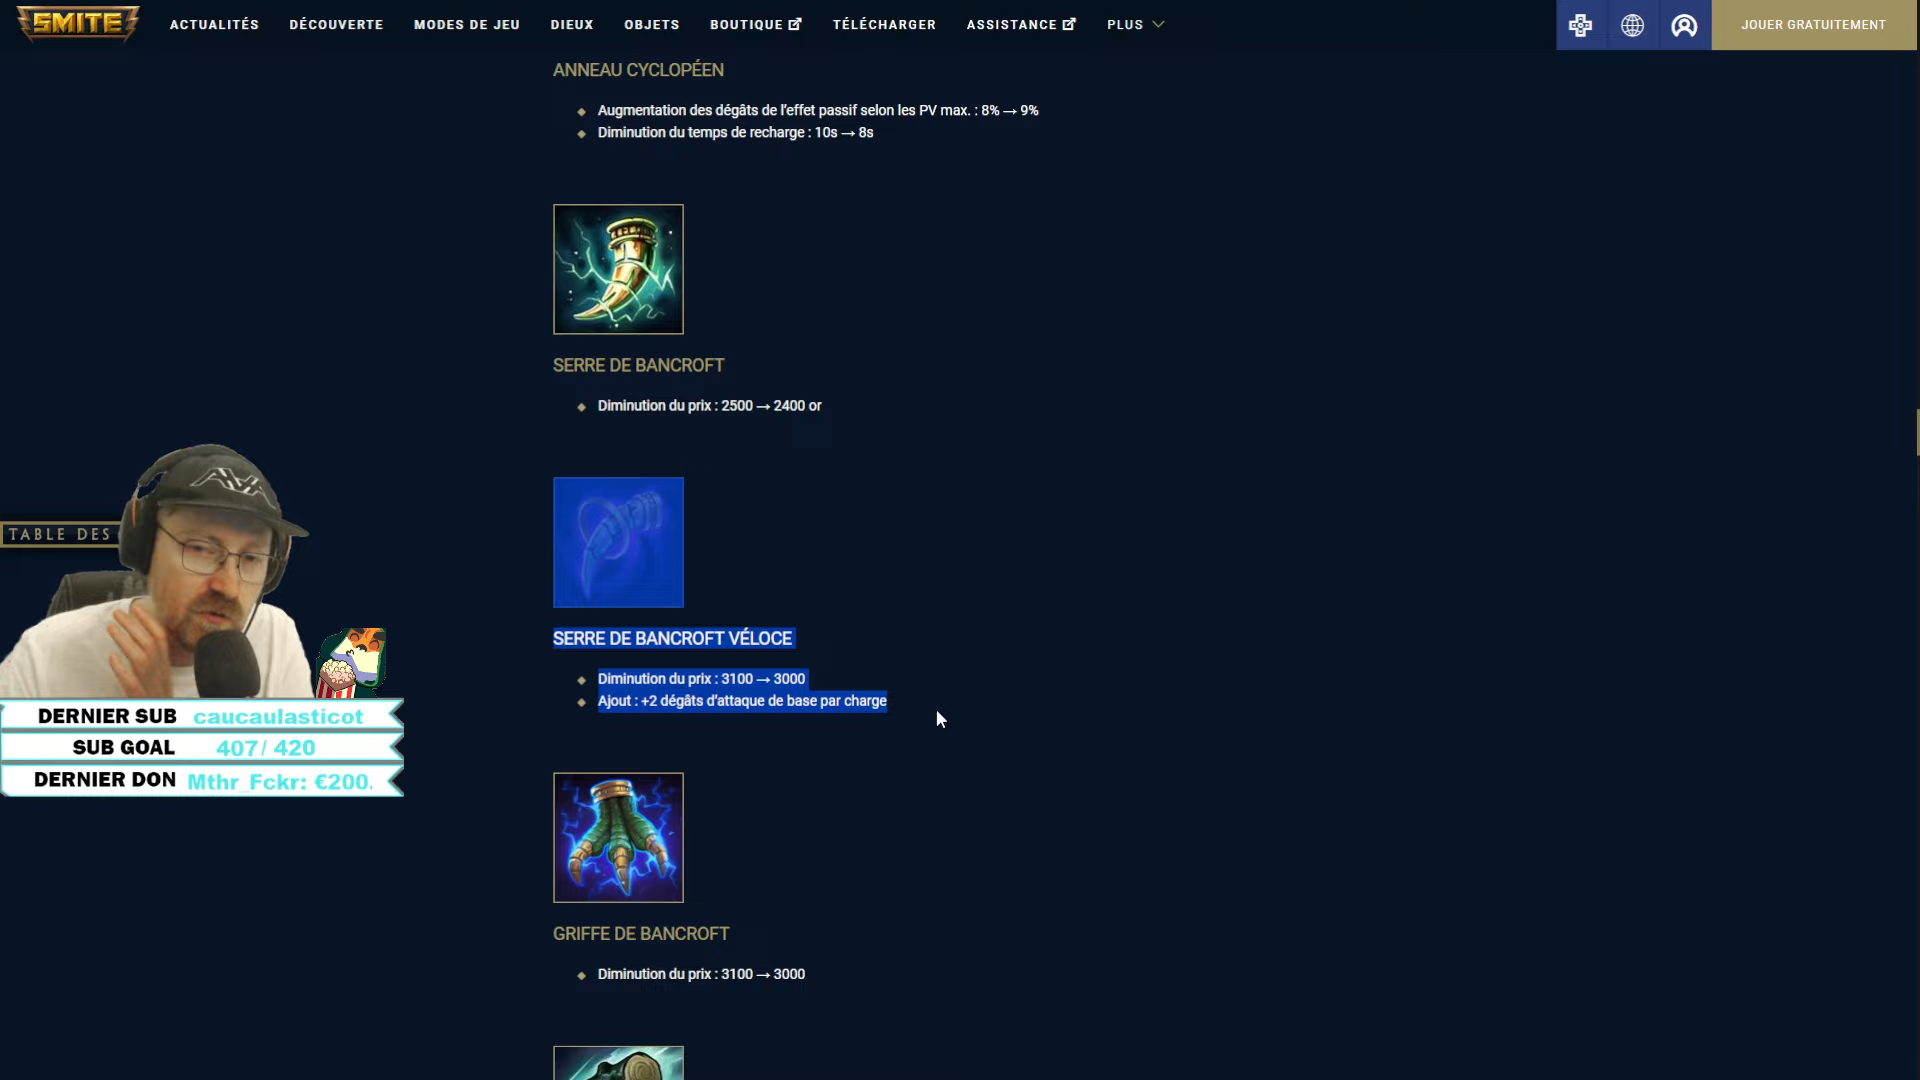 SMITE
ACTUALITÉS DÉCOUVERTE MODES DE JEU DIEUX OBJETS BOUTIQUE TÉLÉCHARGER ASSISTANCE PLUS JOUER GRATUITEMENT
ANNEAU CYCLOPÉEN
Augmentation des dégâts de l'effet passif selon les PV max. : 8% → 9%
Diminution du temps de recharge : 10s → 8s
SERRE DE BANCROFT
Diminution du prix : 2500 → 2400 or
TABLE DES
SERRE DE BANCROFT VÉLOCE
Diminution du prix : 3100 → 3000
Ajout : +2 dégâts d'attaque de base par charge
DERNIER SUB caucaulasticot
SUB GOAL 407/ 420
DERNIER DON Mthr_Fckr: €200.
GRIFFE DE BANCROFT
Diminution du prix : 3100 → 3000